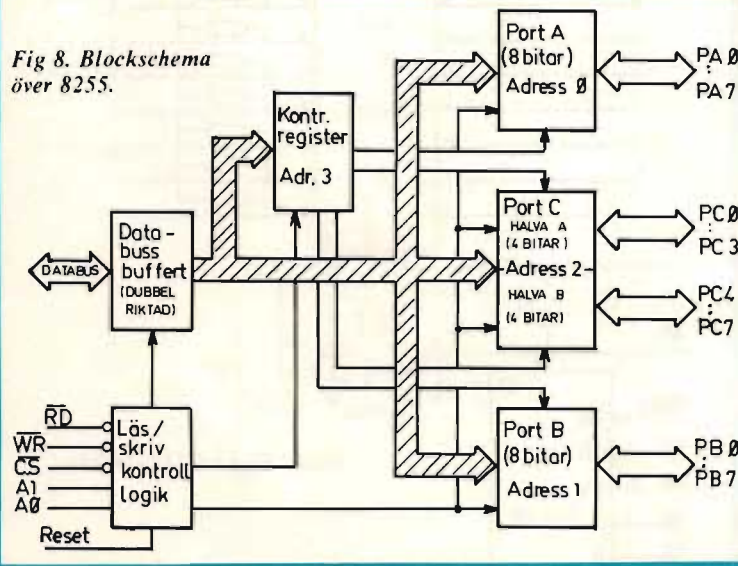 Fig 8. Blockschema
över 8255.
Port A
(8 bitar)
Adress Ø
PA Ø
PA 7
Kontr.
register
Adr. 3
Data -
buss
buffert
(DUBBEL
RIKTAD)
DATABUS
Port C
HALVA A
(4 BITAR)
-Adress 2-
HALVA B
(4 BITAR)
PCØ
PC 3
PC4
PC7
RD
WR
CS
A1
AØ
Reset
Läs/
skriv
kontroll
logik
Port B
(8 bitar)
Adress 1
PB Ø
PB 7